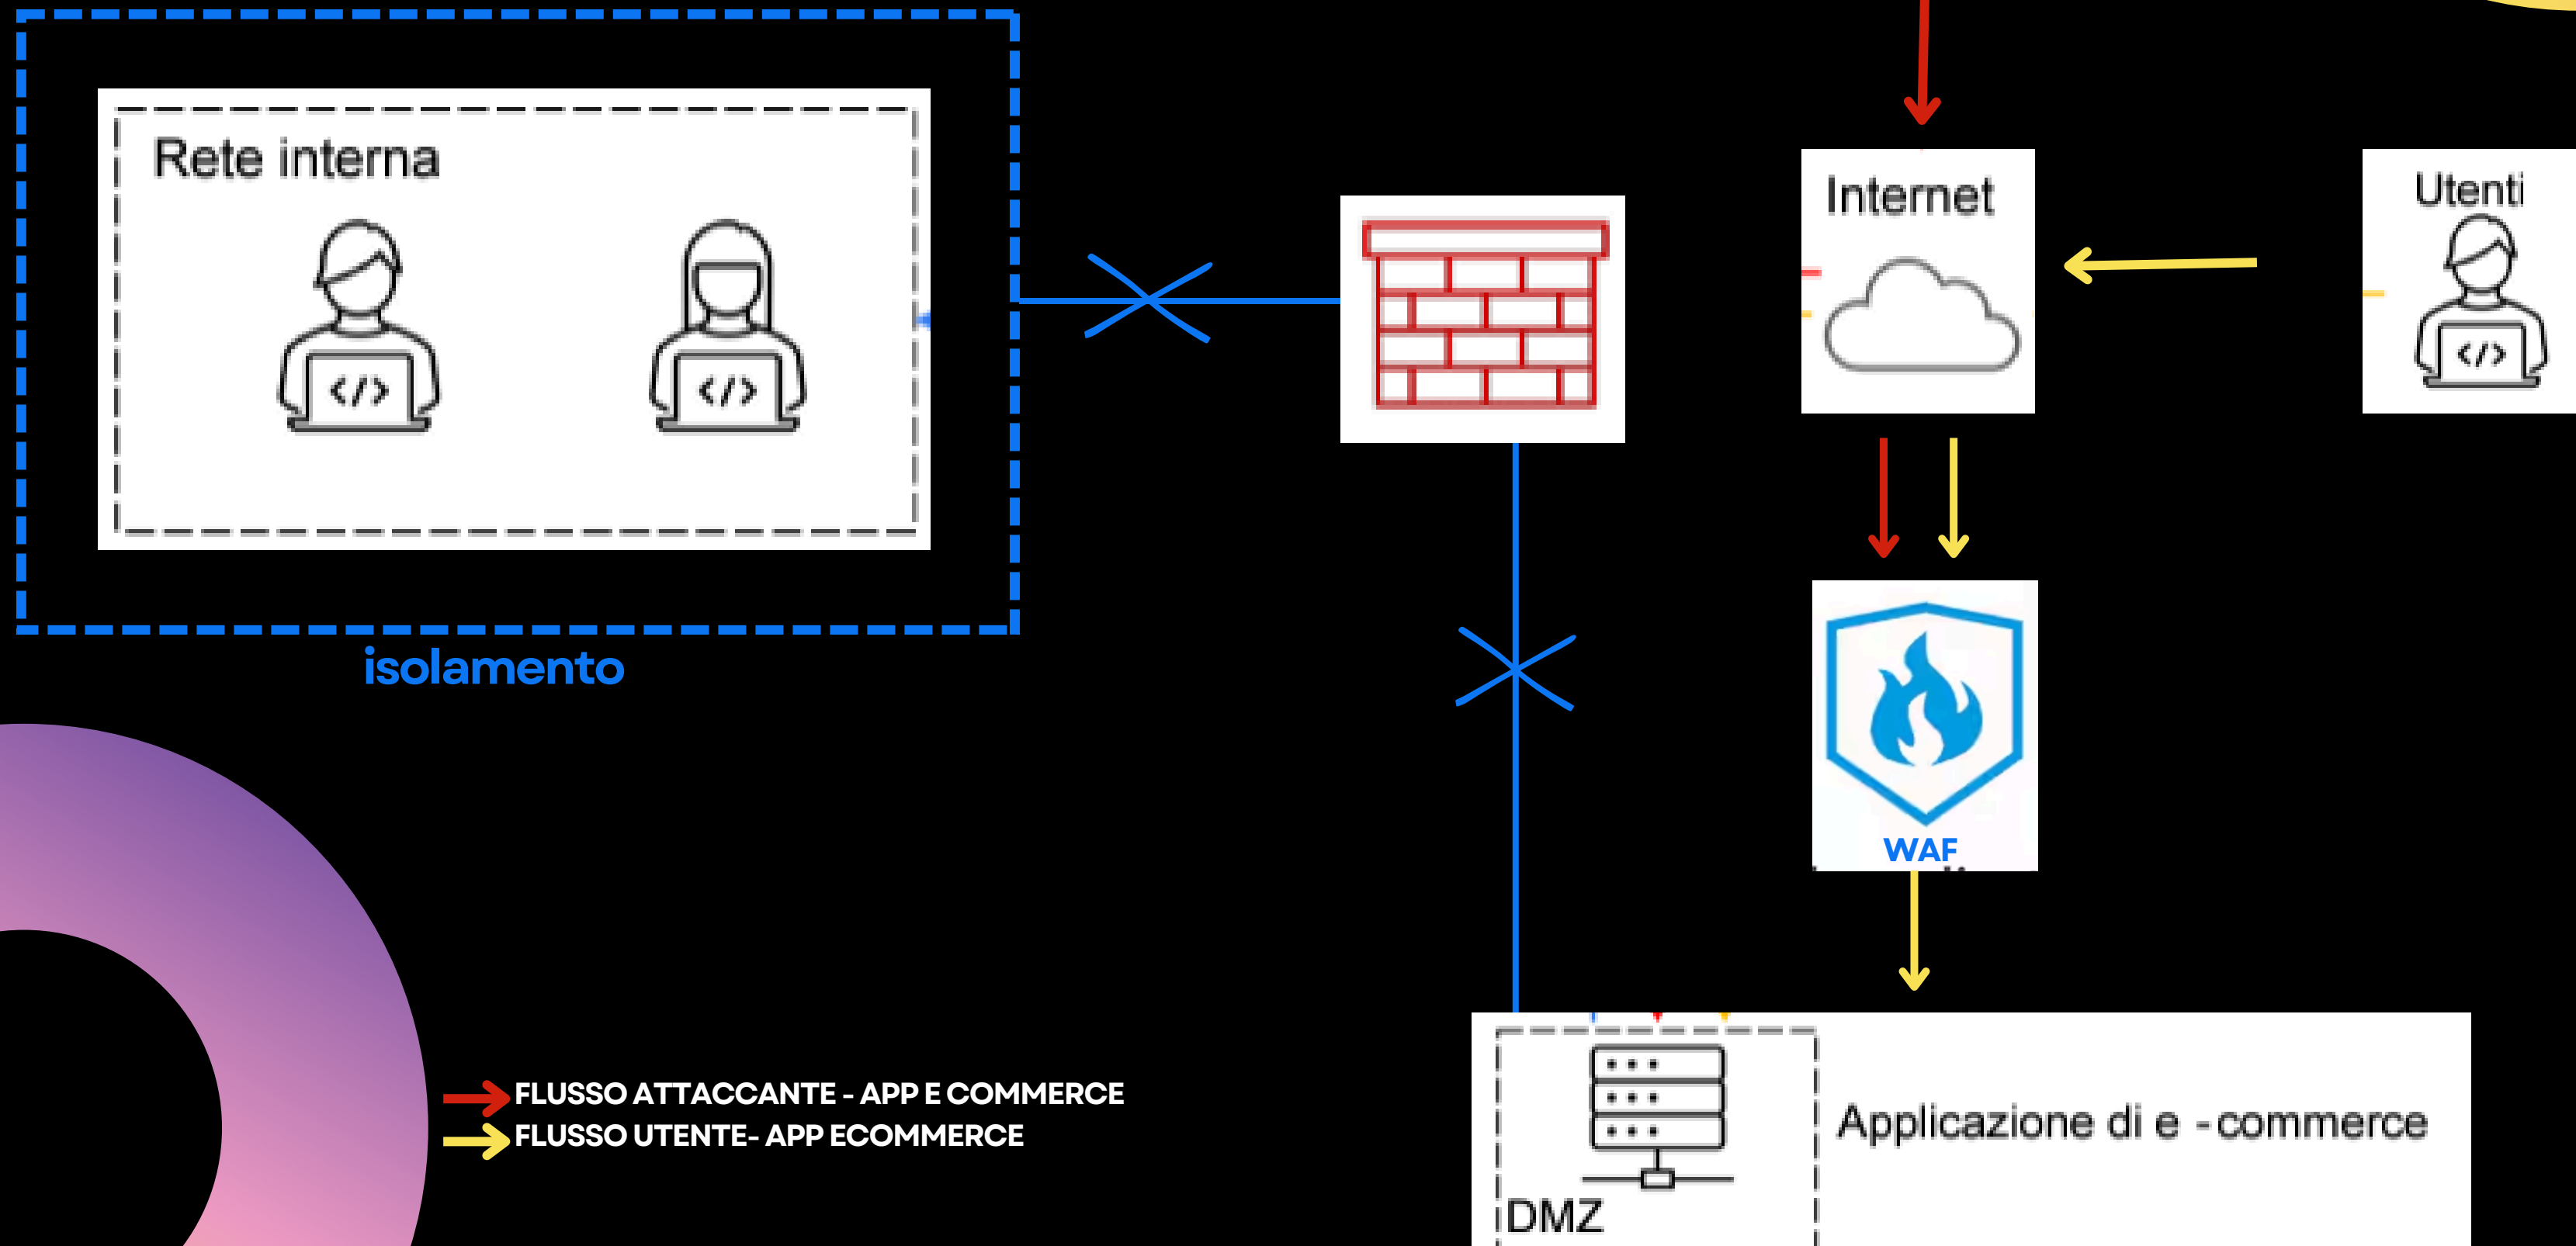 Rete interna
</>
</>
isolamento
Internet
Utenti
</>
WAF
FLUSSO ATTACCANTE - APP E COMMERCE
FLUSSO UTENTE- APP ECOMMERCE
Applicazione di e -commerce
DMZ